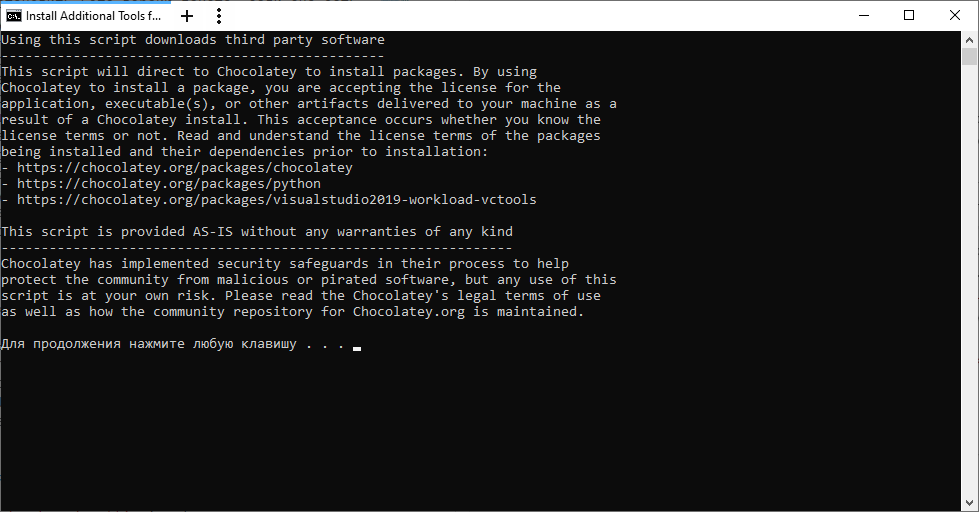 Install Additional Tools f...
Using this script downloads third party software
------------------------------------------------
This script will direct to Chocolatey to install packages. By using
Chocolatey to install a package, you are accepting the license for the
application, executable(s), or other artifacts delivered to your machine as a
result of a Chocolatey install. This acceptance occurs whether you know the
license terms or not. Read and understand the license terms of the packages
being installed and their dependencies prior to installation:
- https://chocolatey.org/packages/chocolatey
- https://chocolatey.org/packages/python
- https://chocolatey.org/packages/visualstudio2019-workload-vctools
This script is provided AS-IS without any warranties of any kind
----------------------------------------------------------------
Chocolatey has implemented security safeguards in their process to help
protect the community from malicious or pirated software, but any use of this
script is at your own risk. Please read the Chocolatey's legal terms of use
as well as how the community repository for Chocolatey.org is maintained.
Для продолжения нажмите любую клавишу . . .